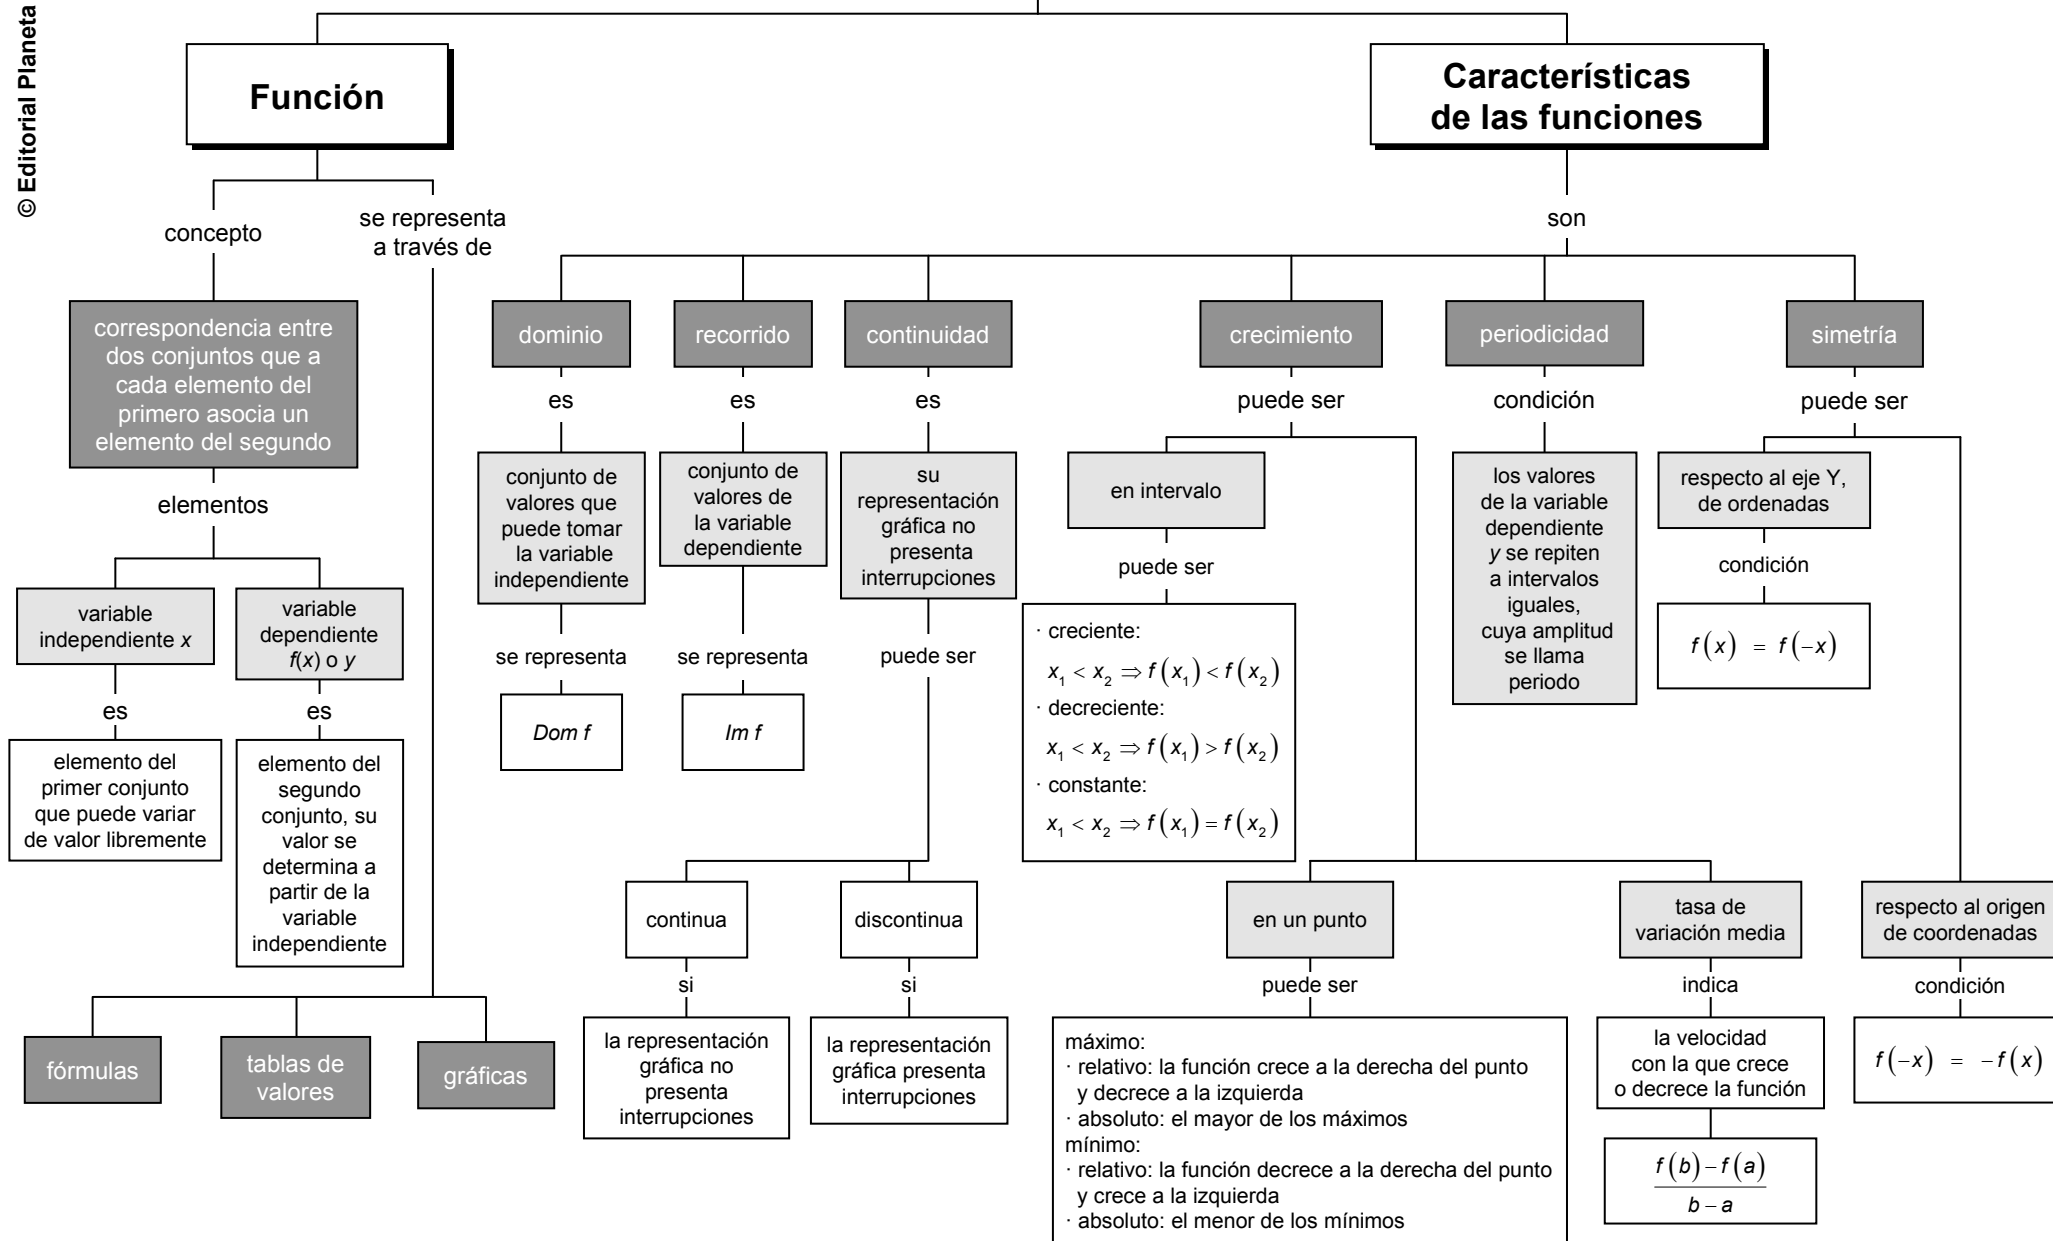 © Editorial Planeta
Función
concepto
correspondencia entre
dos conjuntos que a
cada elemento del
primero asocia un
elemento del segundo
elementos
variable
independiente x
es
elemento del
primer conjunto
que puede variar
de valor libremente
variable
dependiente
f(x) o y
es
elemento del
segundo
conjunto, su
valor se
determina a
partir de la
variable
independiente
se representa
a través de
fórmulas
tablas de
valores
gráficas
Características
de las funciones
son
dominio
es
conjunto de
valores que
puede tomar
la variable
independiente
se representa
Dom f
recorrido
es
conjunto de
valores de
la variable
dependiente
se representa
Im f
continuidad
es
su
representación
gráfica no
presenta
interrupciones
puede ser
continua
si
la representación
gráfica no
presenta
interrupciones
discontinua
si
la representación
gráfica presenta
interrupciones
crecimiento
puede ser
en intervalo
puede ser
· creciente:
x₁ < x₂ ⇒ f(x₁) < f(x₂)
· decreciente:
x₁ < x₂ ⇒ f(x₁) > f(x₂)
· constante:
x₁ < x₂ ⇒ f(x₁) = f(x₂)
en un punto
puede ser
máximo:
· relativo: la función crece a la derecha del punto
y decrece a la izquierda
· absoluto: el mayor de los máximos
mínimo:
· relativo: la función decrece a la derecha del punto
y crece a la izquierda
· absoluto: el menor de los mínimos
tasa de
variación media
indica
la velocidad
con la que crece
o decrece la función
f(b) – f(a)
b – a
periodicidad
condición
los valores
de la variable
dependiente
y se repiten
a intervalos
iguales,
cuya amplitud
se llama
periodo
simetría
puede ser
respecto al eje Y,
de ordenadas
condición
f(x) = f(–x)
respecto al origen
de coordenadas
condición
f(–x) = –f(x)